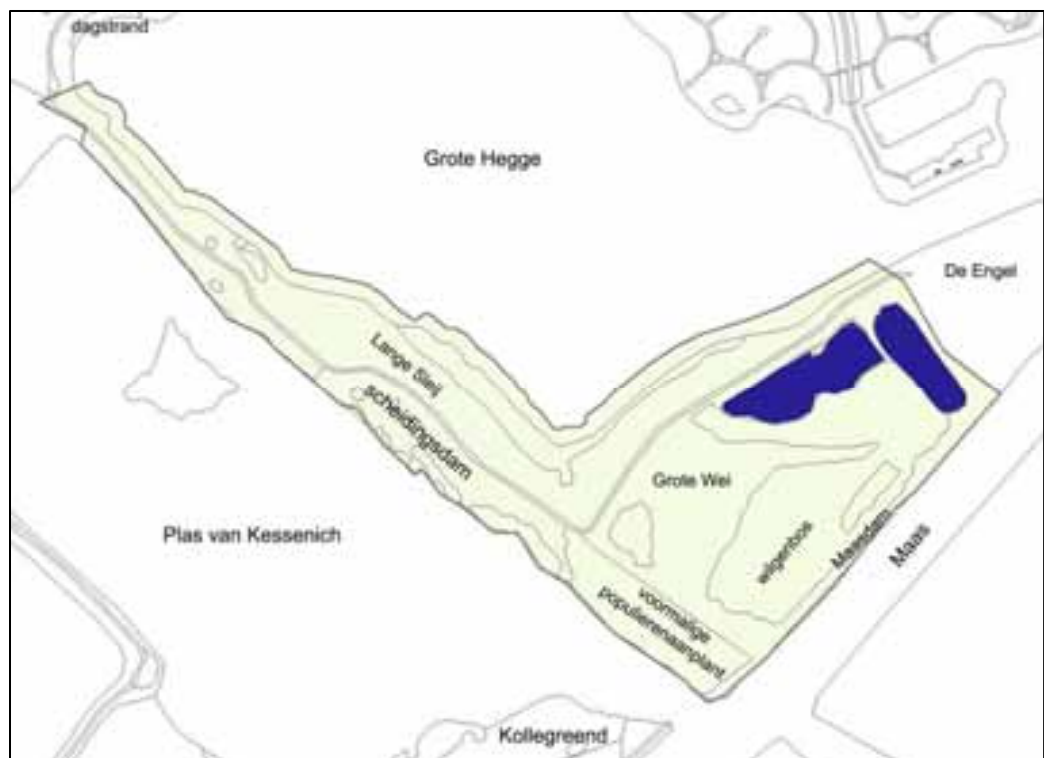 dagstrand
Grote Hegge
De Engel
Lange Sleij
scheidingsdam
Grote Wei
Plas van Kessenich
wilgenbos
Maasdam
Maas
voormalige
populierenaanplant
Kollegreend